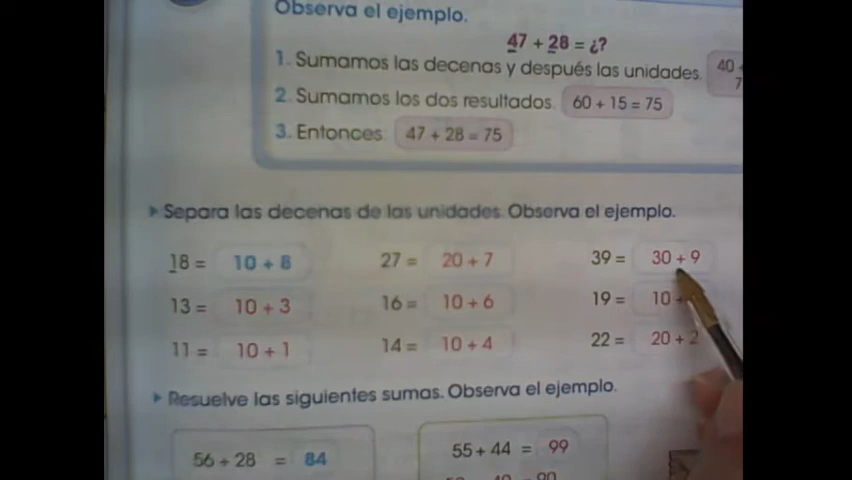 Observa el ejemplo.
47 + 28 = ¿?
1. Sumamos las decenas y después las unidades. 40
7
2. Sumamos los dos resultados. 60 + 15 = 75
3. Entonces: 47 + 28 = 75
Separa las decenas de las unidades. Observa el ejemplo.
18 = 10 + 8 27 = 20 + 7 39 = 30 + 9
13 = 10 + 3 16 = 10 + 6 19 = 10 +
11 = 10 + 1 14 = 10 + 4 22 = 20 + 2
Resuelve las siguientes sumas. Observa el ejemplo.
56 + 28 = 84 55 + 44 = 99